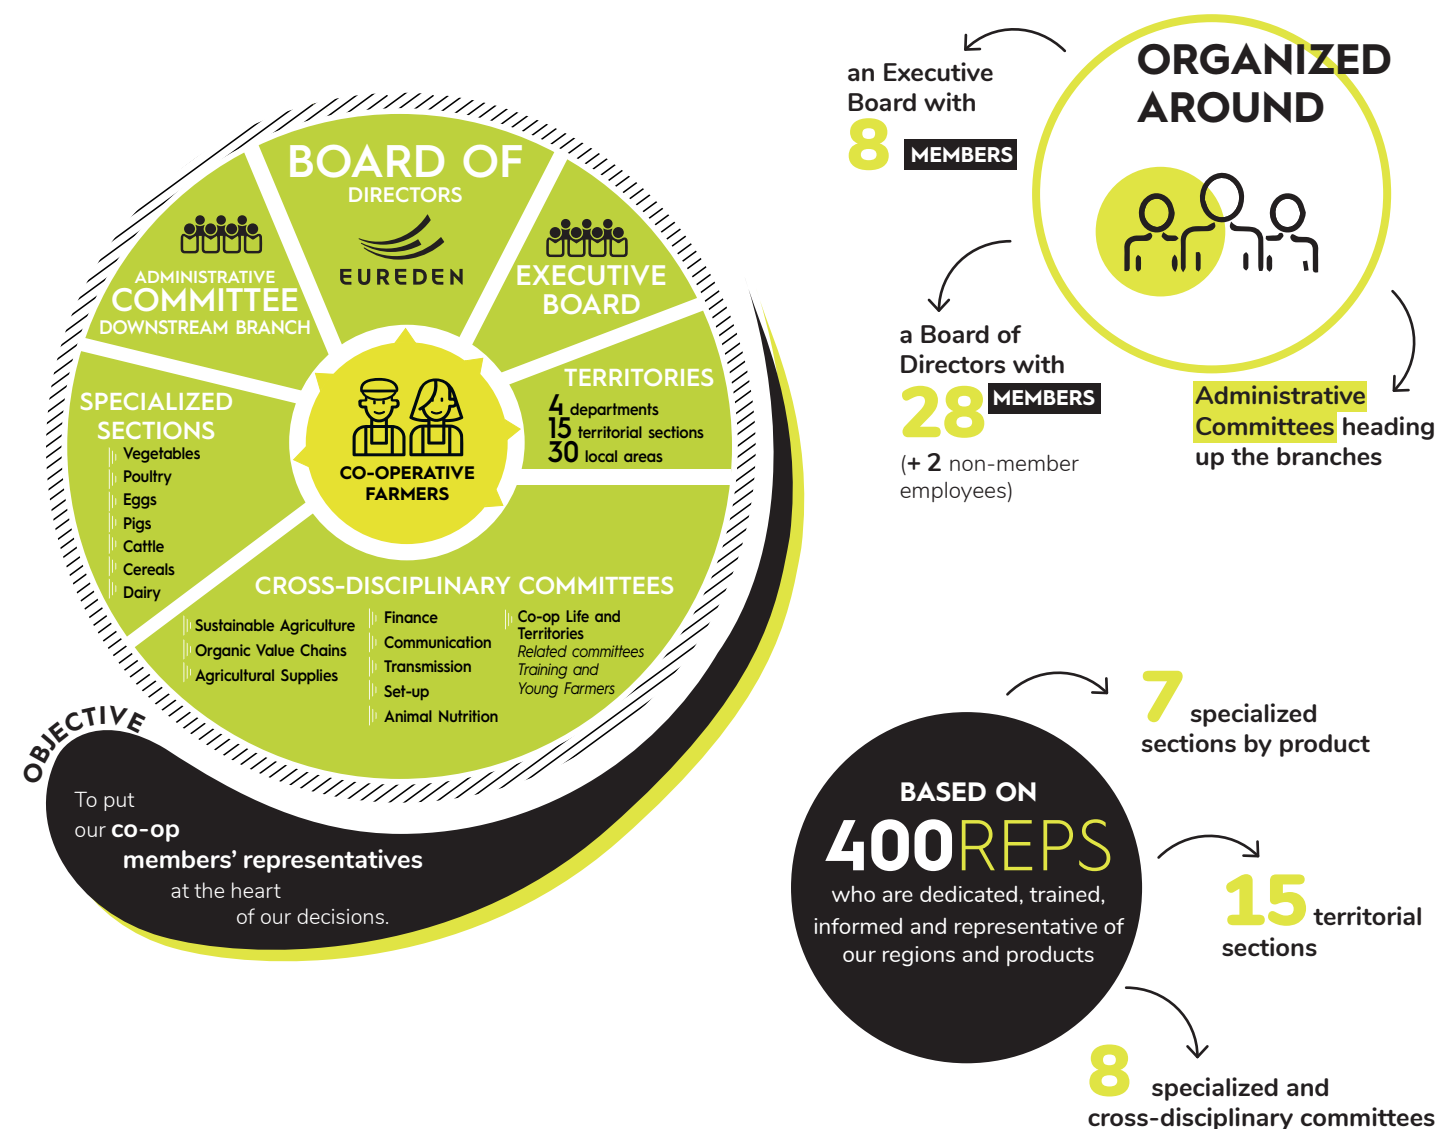 BOARD OF
DIRECTORS
EUREDEN
EXECUTIVE
BOARD
TERRITORIES
4 departments
15 territorial sections
30 local areas
ADMINISTRATIVE
COMMITTEE
DOWNSTREAM BRANCH
SPECIALIZED
SECTIONS
Vegetables
Poultry
Eggs
Pigs
Cattle
Cereals
Dairy
CO-OPERATIVE
FARMERS
CROSS-DISCIPLINARY COMMITTEES
Sustainable Agriculture
Organic Value Chains
Agricultural Supplies
Finance
Communication
Transmission
Set-up
Animal Nutrition
Co-op Life and
Territories
Related committees
Training and
Young Farmers
OBJECTIVE
To put
our co-op
members’ representatives
at the heart
of our decisions.
ORGANIZED
AROUND
an Executive
Board with
8 MEMBERS
a Board of
Directors with
28 MEMBERS
(+ 2 non-member
employees)
Administrative
Committees heading
up the branches
BASED ON
400 REPS
who are dedicated, trained,
informed and representative of
our regions and products
7 specialized
sections by product
15 territorial
sections
8 specialized and
cross-disciplinary committees